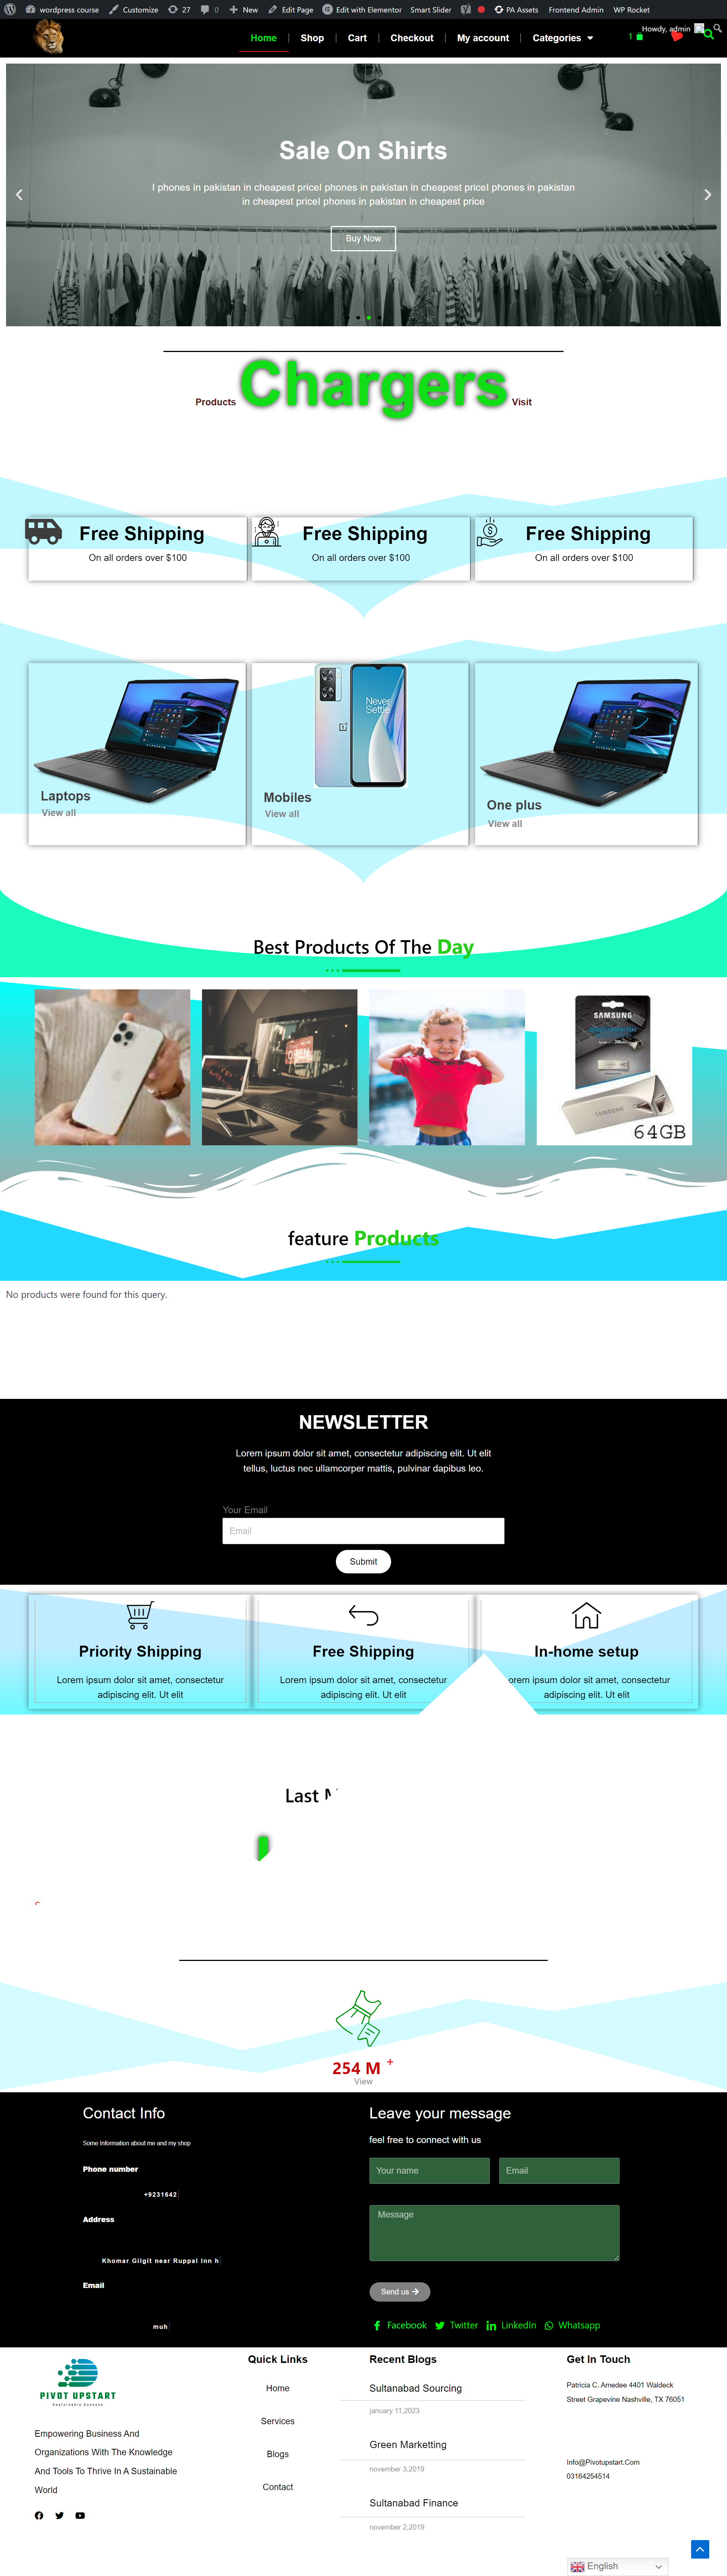 wordpress course Customize 27 0 New Edit Page Edit with Elementor Smart Slider PA Assets Frontend Admin WP Rocket
Howdy, admin
Home Shop Cart Checkout My account Categories 1
Sale On Shirts
I phones in pakistan in cheapest priceI phones in pakistan in cheapest priceI phones in pakistan
in cheapest priceI phones in pakistan in cheapest price
Buy Now
Products Chargers Visit
Free Shipping
On all orders over $100
Free Shipping
On all orders over $100
Free Shipping
On all orders over $100
Never
Settle
Laptops
View all
Mobiles
View all
One plus
View all
Best Products Of The Day
OPEN
SAMSUNG
SAMSUNG
64GB
feature Products
No products were found for this query.
NEWSLETTER
Lorem ipsum dolor sit amet, consectetur adipiscing elit. Ut elit
tellus, luctus nec ullamcorper mattis, pulvinar dapibus leo.
Your Email
Email
Submit
Priority Shipping
Lorem ipsum dolor sit amet, consectetur
adipiscing elit. Ut elit
Free Shipping
Lorem ipsum dolor sit amet, consectetur
adipiscing elit. Ut elit
In-home setup
orem ipsum dolor sit amet, consectetur
adipiscing elit. Ut elit
Last
254 M +
View
Contact Info
Some Information about me and my shop
Phone number
+9231642
Address
Khomar Gilgit near Ruppal Inn h
Email
muh
Leave your message
feel free to connect with us
Your name
Email
Message
Send us
Facebook Twitter LinkedIn Whatsapp
PIVOT UPSTART
Empowering Business And
Organizations With The Knowledge
And Tools To Thrive In A Sustainable
World
Quick Links
Home
Services
Blogs
Contact
Recent Blogs
Sultanabad Sourcing
january 11,2023
Green Marketting
november 3,2019
Sultanabad Finance
november 2,2019
Get In Touch
Patricia C. Amedee 4401 Waldeck
Street Grapevine Nashville, TX 76051
Info@Pivotupstart.Com
03164254514
English